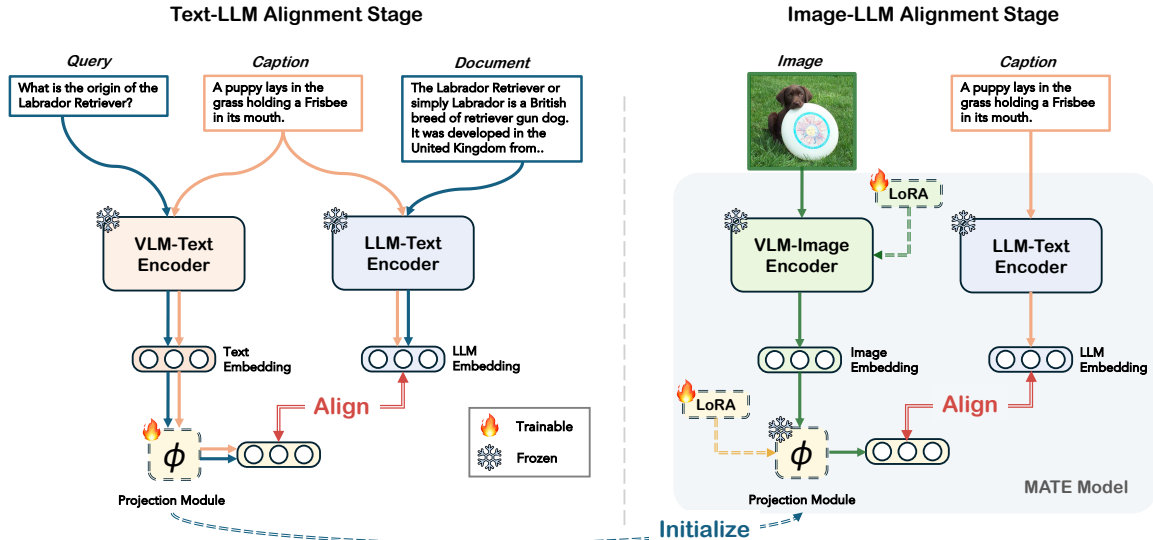 Text-LLM Alignment Stage
Query
Caption
Document
What is the origin of the
Labrador Retriever?
A puppy lays in the
grass holding a Frisbee
in its mouth.
The Labrador Retriever or
simply Labrador is a British
breed of retriever gun dog.
It was developed in the
United Kingdom from..
VLM-Text
Encoder
LLM-Text
Encoder
Text
Embedding
LLM
Embedding
Align
ϕ
Projection Module
Trainable
Frozen
Image-LLM Alignment Stage
Image
Caption
A puppy lays in the
grass holding a Frisbee
in its mouth.
LoRA
VLM-Image
Encoder
LLM-Text
Encoder
Image
Embedding
LLM
Embedding
LoRA
Align
ϕ
Projection Module
MATE Model
Initialize